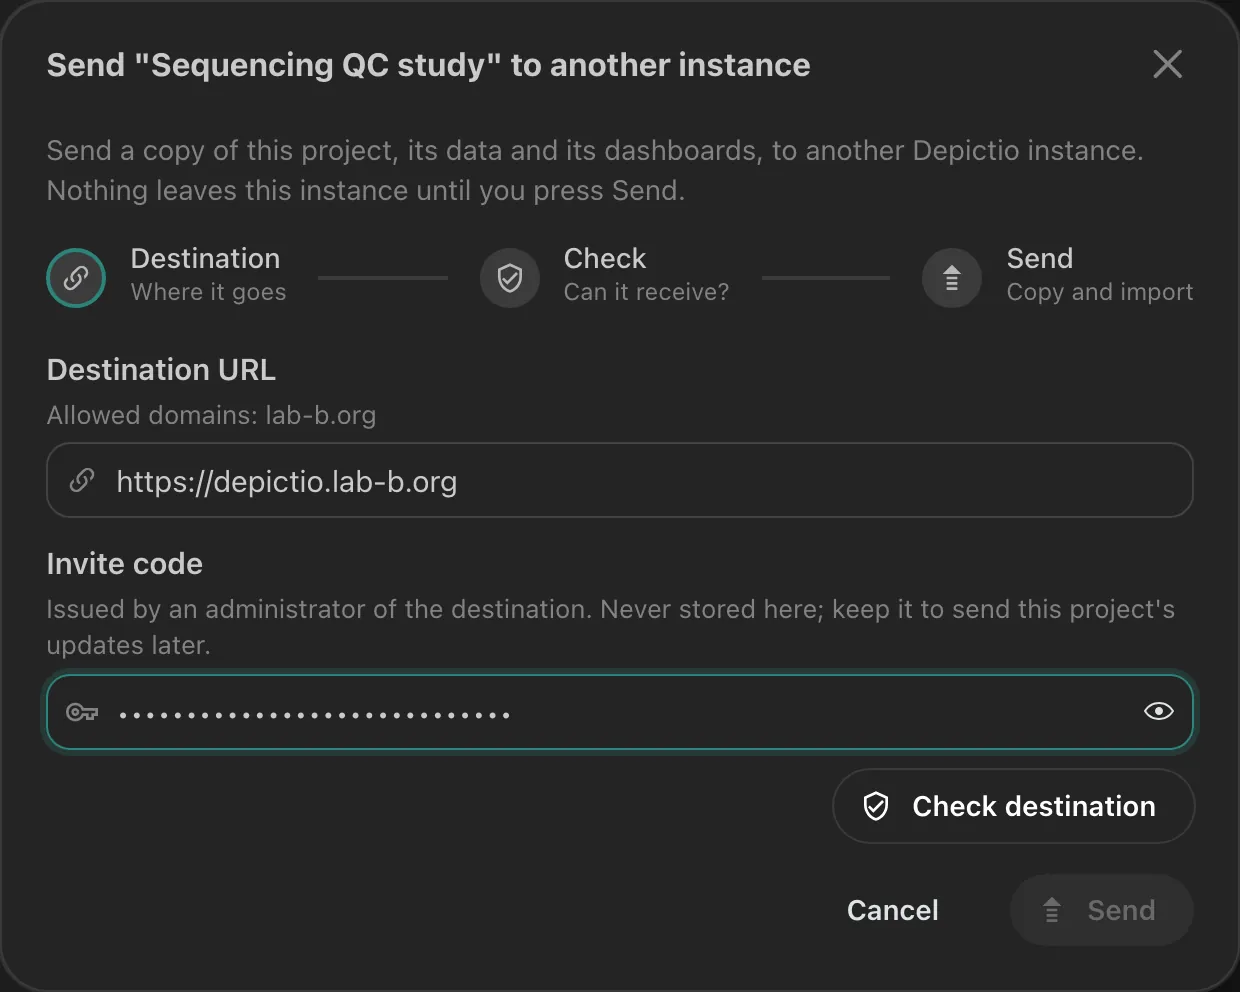 Send "Sequencing QC study" to another instance
Send a copy of this project, its data and its dashboards, to another Depictio instance.
Nothing leaves this instance until you press Send.
Destination
Where it goes
Check
Can it receive?
Send
Copy and import
Destination URL
Allowed domains: lab-b.org
https://depictio.lab-b.org
Invite code
Issued by an administrator of the destination. Never stored here; keep it to send this project's
updates later.
•••••••••••••••••••••••••••••
Check destination
Cancel
Send